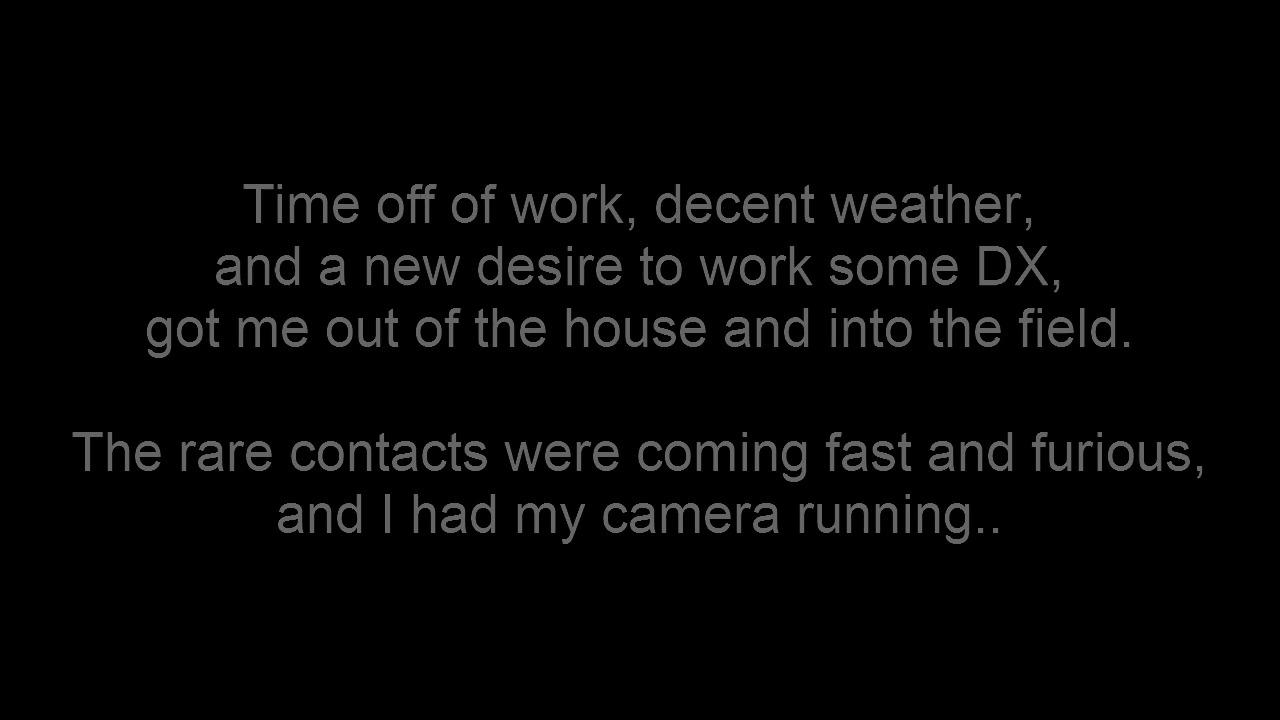 Time off of work, decent weather,
and a new desire to work some DX,
got me out of the house and into the field.
The rare contacts were coming fast and furious,
and I had my camera running..